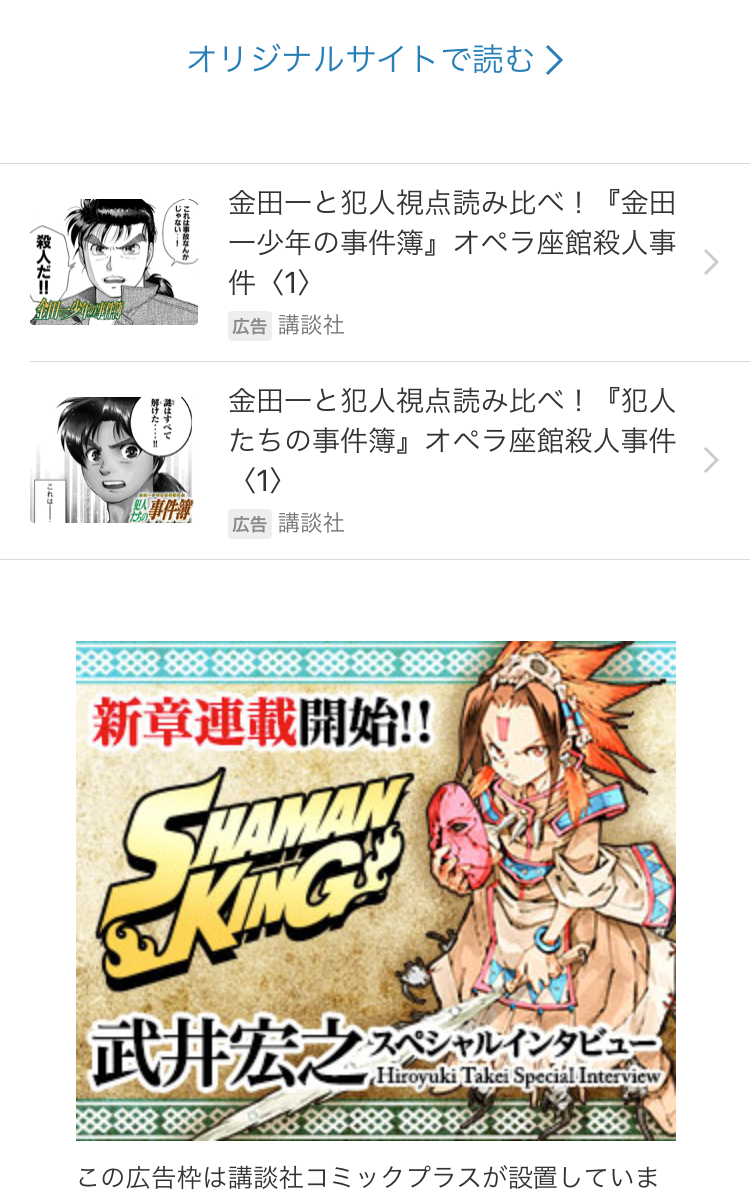 オリジナルサイトで読む
これは事故なんか
じゃない…!
殺人だ!!
金田一少年の事件簿
金田一と犯人視点読み比べ！『金田
一少年の事件簿』オペラ座館殺人事
件〈1〉
広告 講談社
謎はすべて
解けた…!!
これは
犯人
たちの
事件簿
金田一と犯人視点読み比べ！『犯人
たちの事件簿』オペラ座館殺人事件
〈1〉
広告 講談社
新章連載開始!!
SHAMAN
KING
武井宏之スペシャルインタビュー
Hiroyuki Takei Special Interview
この広告枠は講談社コミックプラスが設置していま